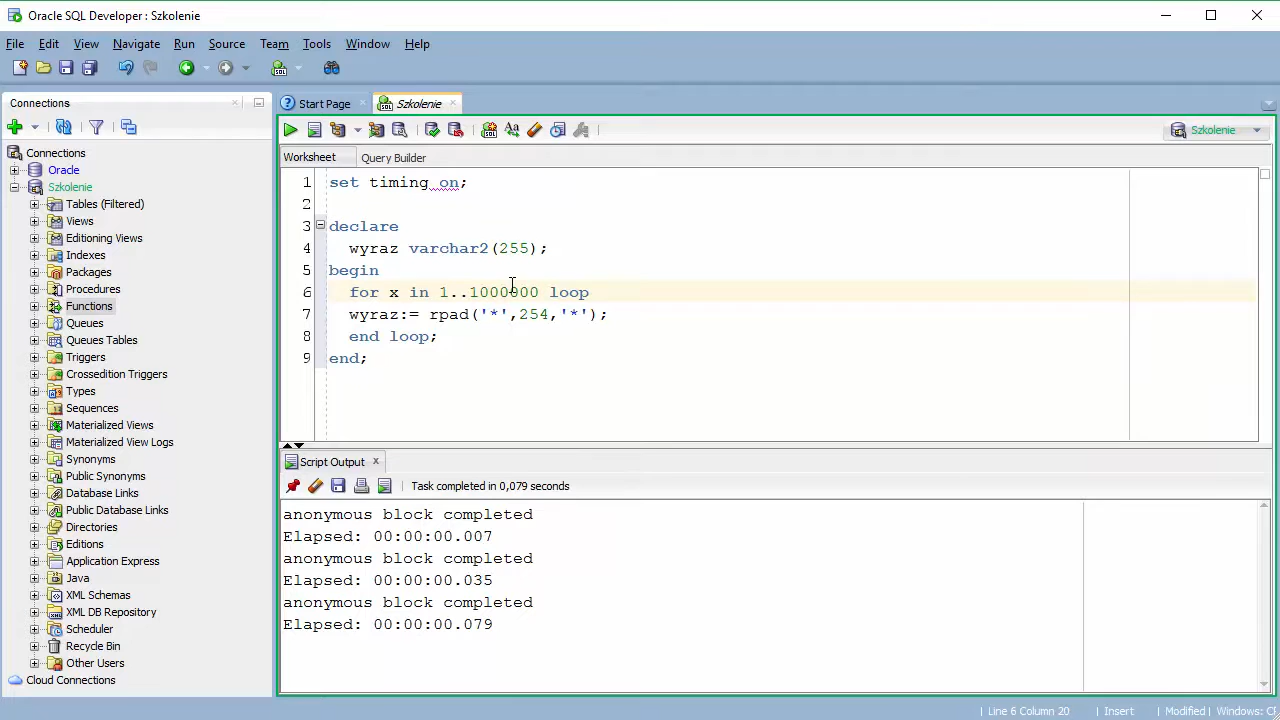 Oracle SQL Developer : Szkolenie
File Edit View Navigate Run Source Team Tools Window Help
Connections
Start Page
Szkolenie
Szkolenie
Worksheet Query Builder
Connections
Oracle
Szkolenie
Tables (Filtered)
Views
Editioning Views
Indexes
Packages
Procedures
Functions
Queues
Queues Tables
Triggers
Crossedition Triggers
Types
Sequences
Materialized Views
Materialized View Logs
Synonyms
Public Synonyms
Database Links
Public Database Links
Directories
Editions
Application Express
Java
XML Schemas
XML DB Repository
Scheduler
Recycle Bin
Other Users
Cloud Connections
1 set timing on;
2
3 declare
4 wyraz varchar2(255);
5 begin
6 for x in 1..1000000 loop
7 wyraz:= rpad('*',254,'*');
8 end loop;
9 end;
Script Output
Task completed in 0,079 seconds
anonymous block completed
Elapsed: 00:00:00.007
anonymous block completed
Elapsed: 00:00:00.035
anonymous block completed
Elapsed: 00:00:00.079
Line 6 Column 20 Insert Modified Windows: C